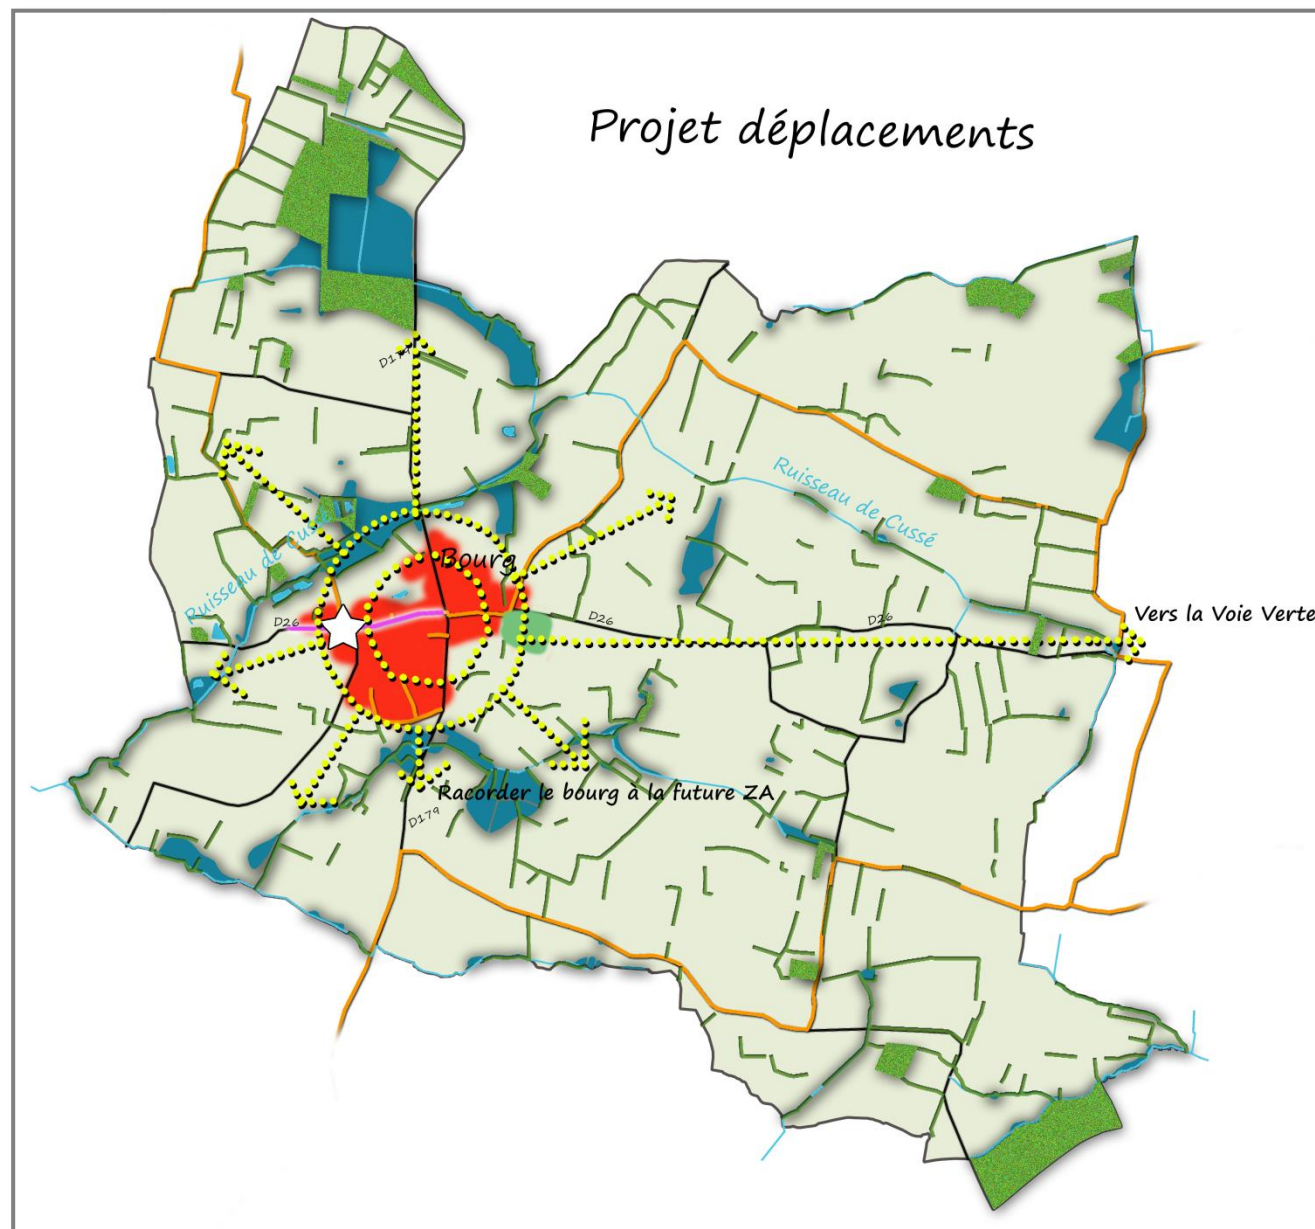 Projet déplacements
D179
Ruisseau de Cussé
Ruisseau de Cussé
Bourg
D26
D26
D26
Vers la Voie Verte
Racorder le bourg à la future ZA
D179